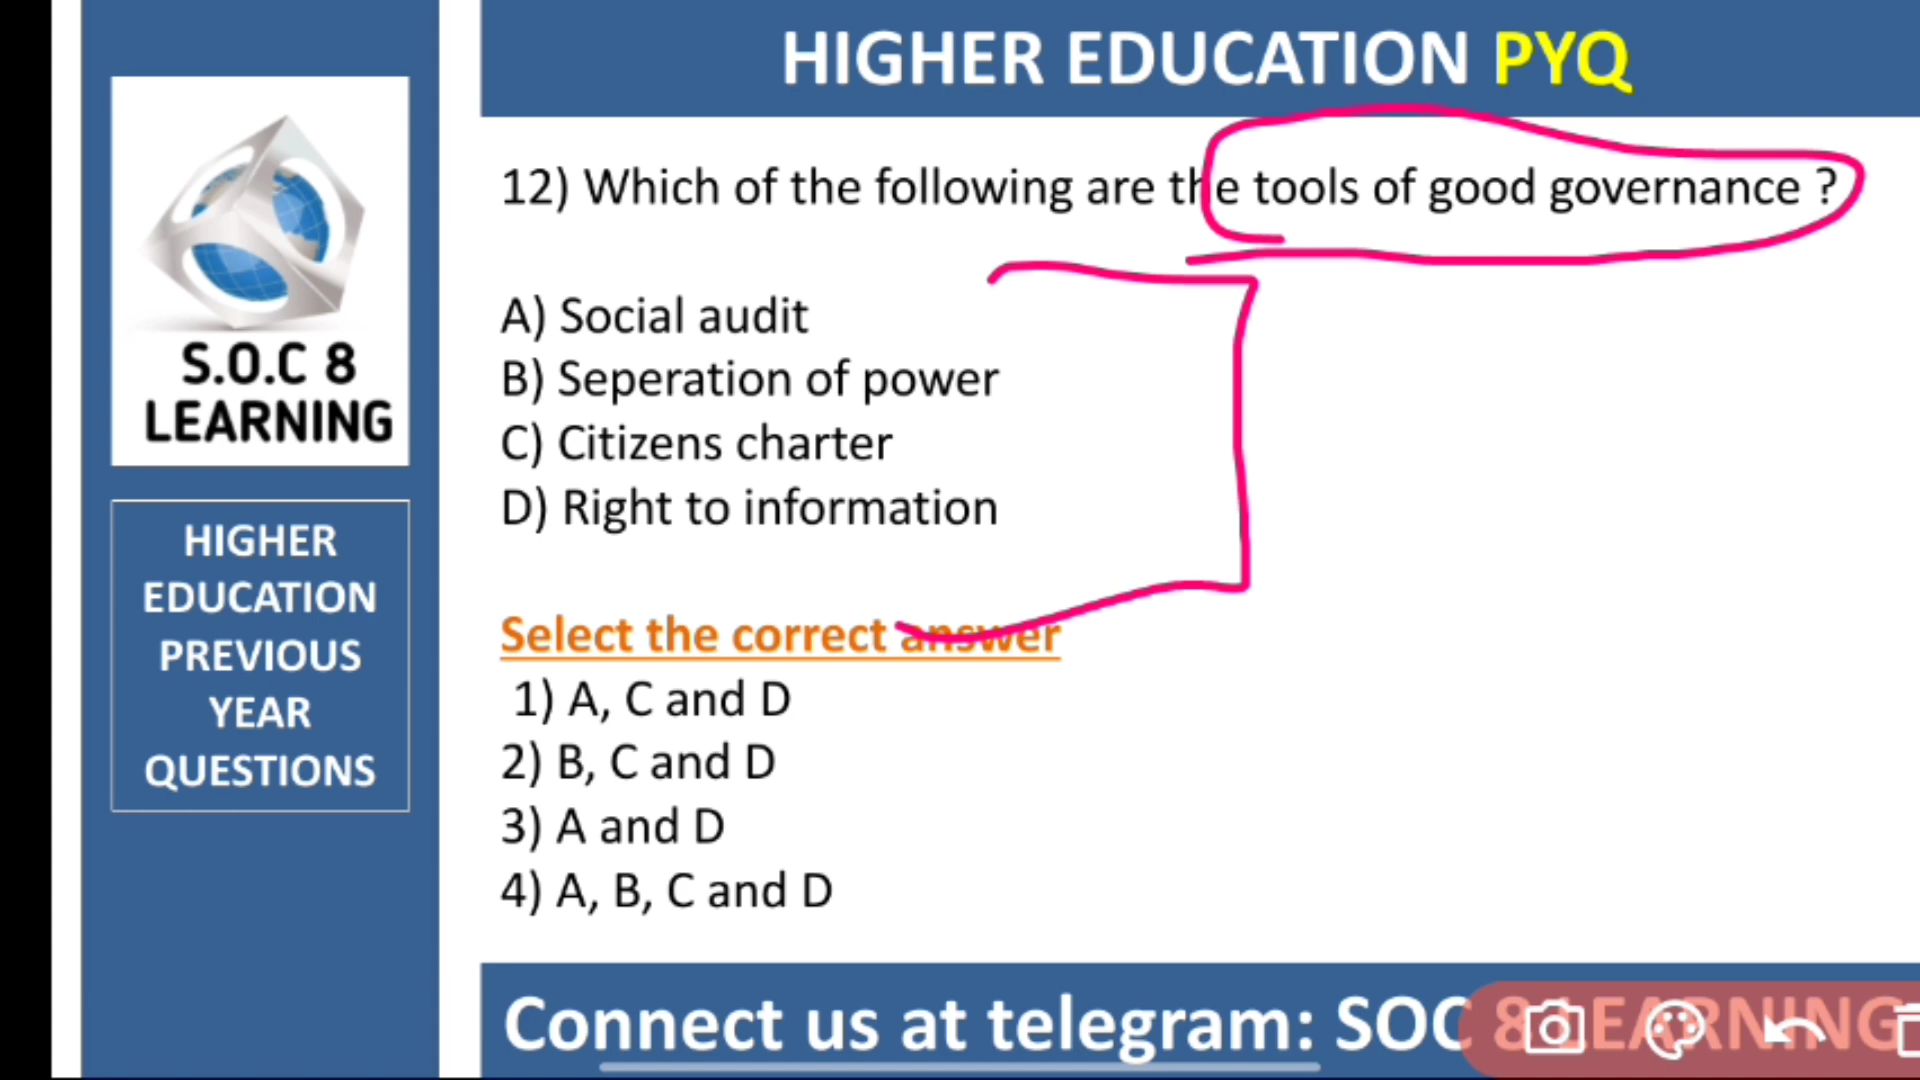 HIGHER EDUCATION PYQ
S.O.C 8
LEARNING
HIGHER
EDUCATION
PREVIOUS
YEAR
QUESTIONS
12) Which of the following are the tools of good governance ?
A) Social audit
B) Seperation of power
C) Citizens charter
D) Right to information
Select the correct answer
1) A, C and D
2) B, C and D
3) A and D
4) A, B, C and D
Connect us at telegram: SOC 8 LEARNING